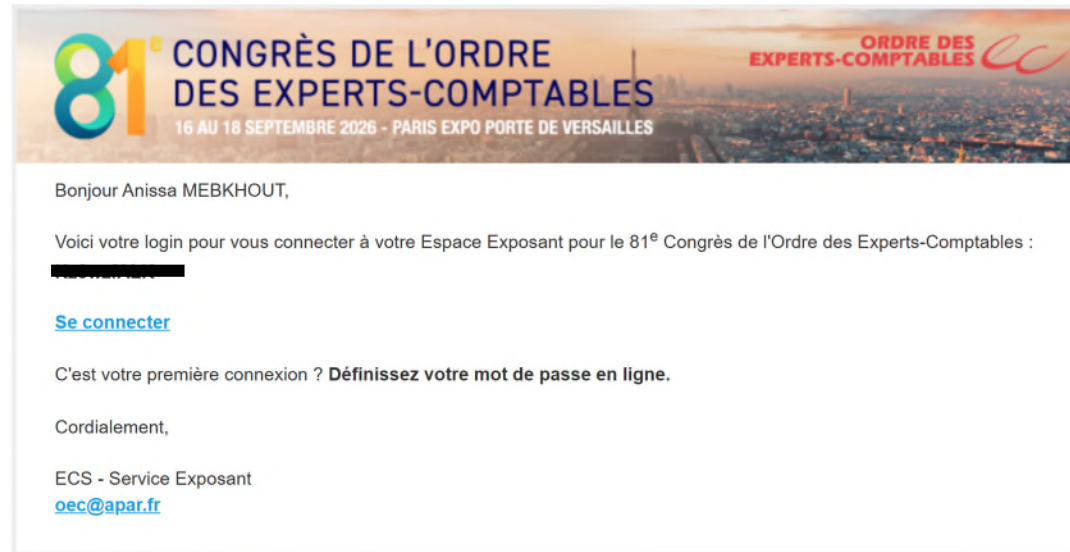 81e CONGRÈS DE L'ORDRE
DES EXPERTS-COMPTABLES
16 AU 18 SEPTEMBRE 2026 - PARIS EXPO PORTE DE VERSAILLES
ORDRE DES
EXPERTS-COMPTABLES
Bonjour Anissa MEBKHOUT,
Voici votre login pour vous connecter à votre Espace Exposant pour le 81e Congrès de l'Ordre des Experts-Comptables :
Se connecter
C'est votre première connexion ? Définissez votre mot de passe en ligne.
Cordialement,
ECS - Service Exposant
oec@apar.fr